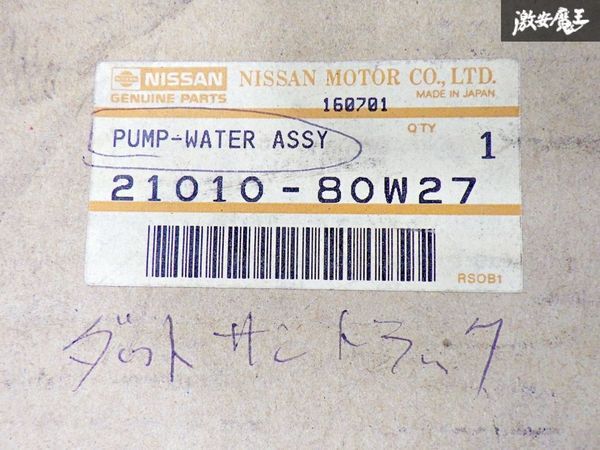 激安魔王
NISSAN NISSAN MOTOR CO., LTD.
GENUINE PARTS MADE IN JAPAN
160701
PUMP-WATER ASSY QTY 1
21010-80W27
RSOB1
ダットサントラック